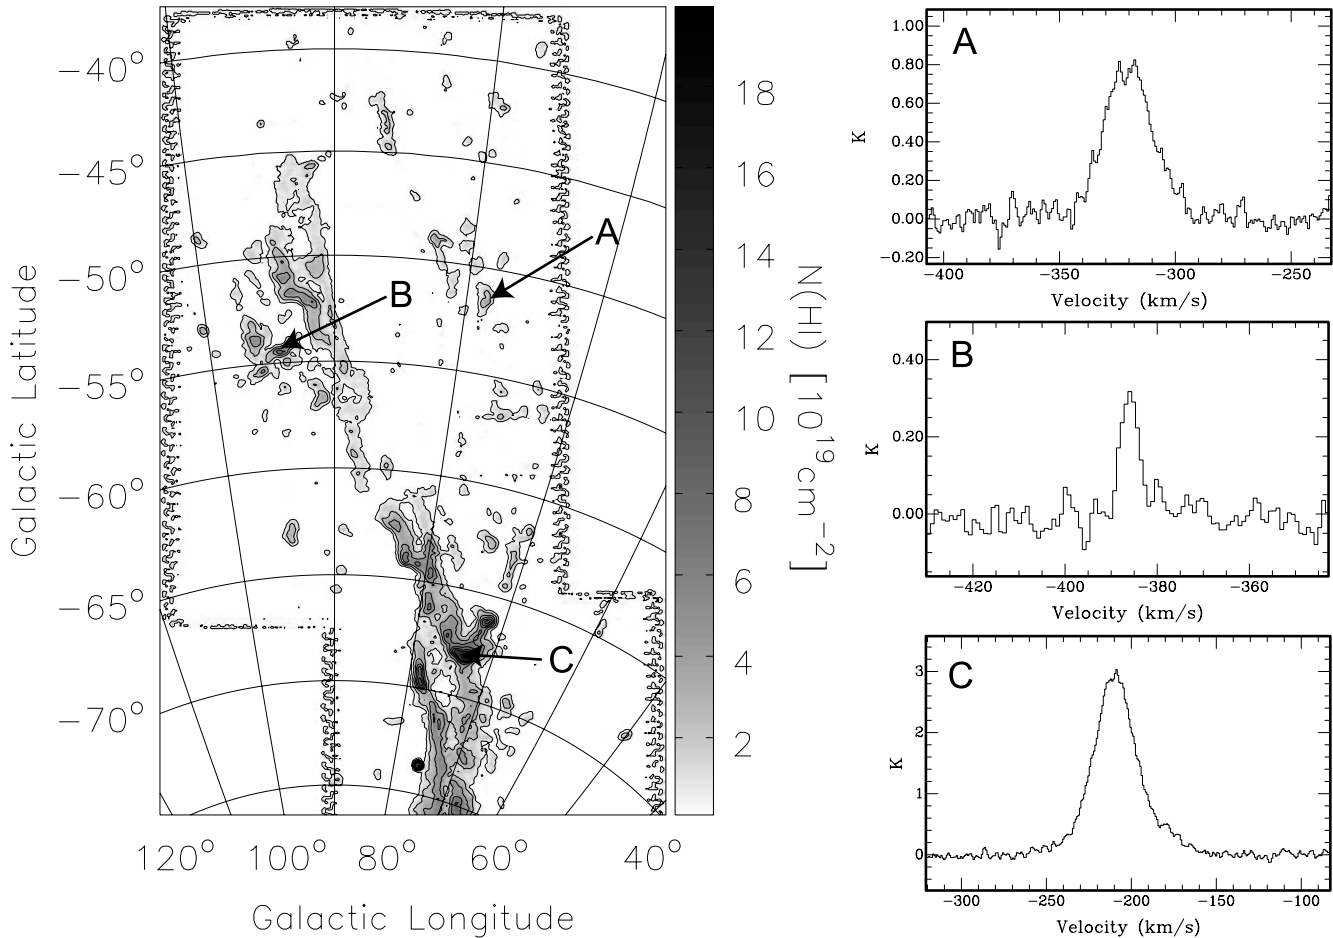 −40°
−45°
−50°
−55°
−60°
−65°
−70°
Galactic Latitude
120° 100° 80° 60° 40°
Galactic Longitude
A
B
C
18
16
14
12
10
8
6
4
2
N(HI) [10¹⁹cm⁻²]
A
1.00
0.80
0.60
0.40
0.20
0.00
−0.20
K
−400 −350 −300 −250
Velocity (km/s)
B
0.40
0.20
0.00
K
−420 −400 −380 −360
Velocity (km/s)
C
3
2
1
0
K
−300 −250 −200 −150 −100
Velocity (km/s)